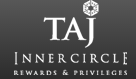 TAJ
INNERCIRCLE
REWARDS & PRIVILEGES